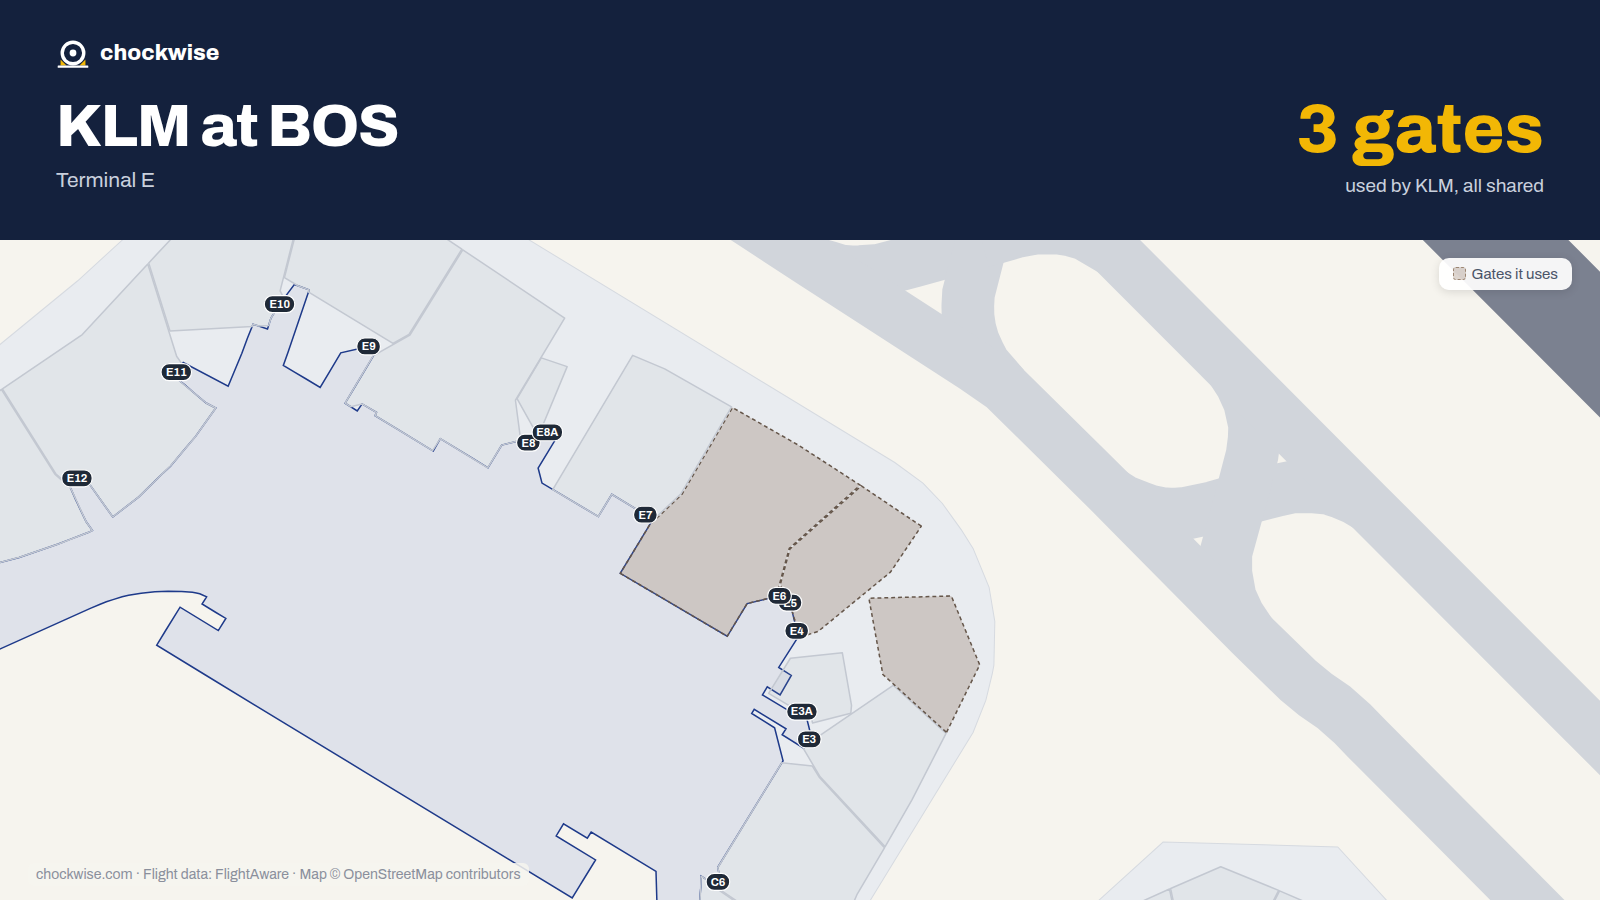 chockwise
KLM at BOS
Terminal E
3 gates
used by KLM, all shared
Gates it uses
E10
E9
E11
E8A
E8
E12
E7
E6
E5
E4
E3A
E3
C6
chockwise.com · Flight data: FlightAware · Map © OpenStreetMap contributors